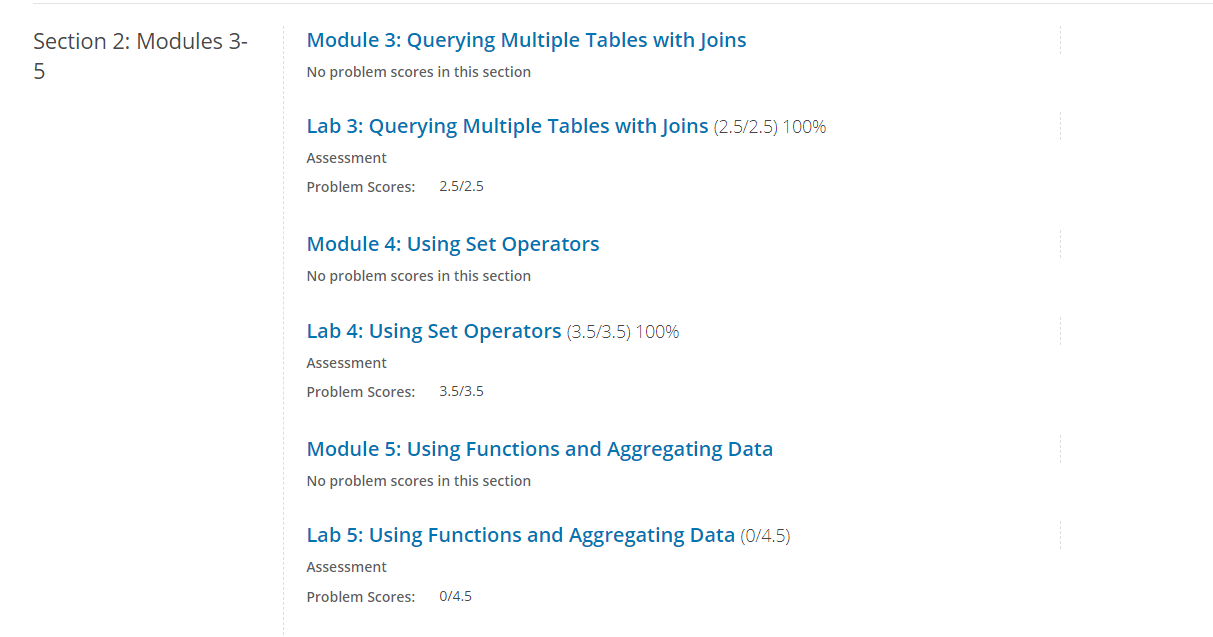 Section 2: Modules 3-
5
Module 3: Querying Multiple Tables with Joins
No problem scores in this section
Lab 3: Querying Multiple Tables with Joins (2.5/2.5) 100%
Assessment
Problem Scores: 2.5/2.5
Module 4: Using Set Operators
No problem scores in this section
Lab 4: Using Set Operators (3.5/3.5) 100%
Assessment
Problem Scores: 3.5/3.5
Module 5: Using Functions and Aggregating Data
No problem scores in this section
Lab 5: Using Functions and Aggregating Data (0/4.5)
Assessment
Problem Scores: 0/4.5